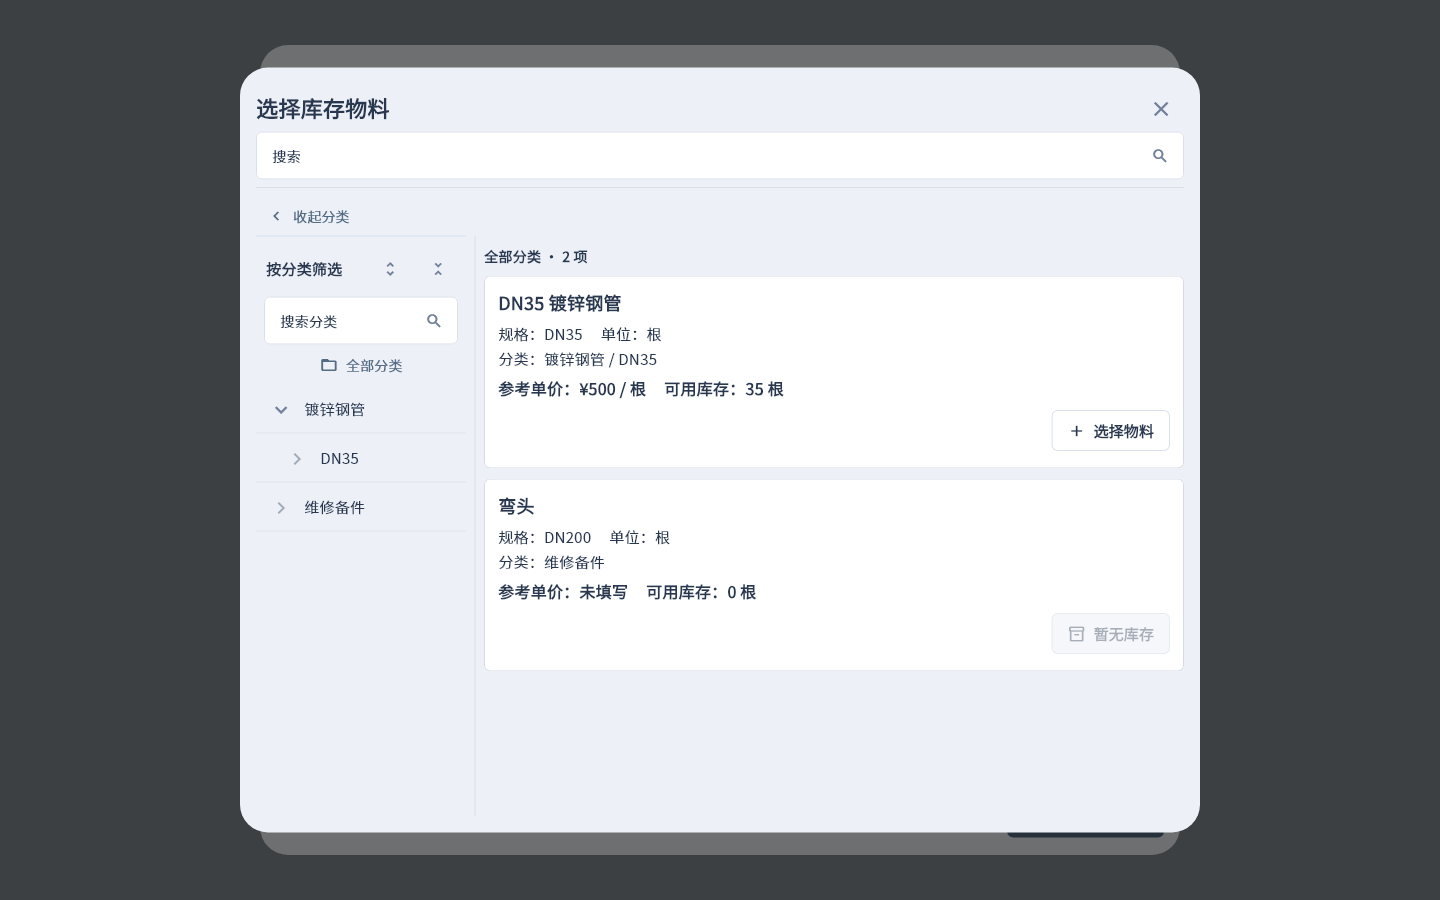 选择库存物料
搜索
收起分类
按分类筛选
搜索分类
全部分类
镀锌钢管
DN35
维修备件
全部分类 · 2 项
DN35 镀锌钢管
规格：DN35 单位：根
分类：镀锌钢管 / DN35
参考单价：¥500 / 根 可用库存：35 根
选择物料
弯头
规格：DN200 单位：根
分类：维修备件
参考单价：未填写 可用库存：0 根
暂无库存